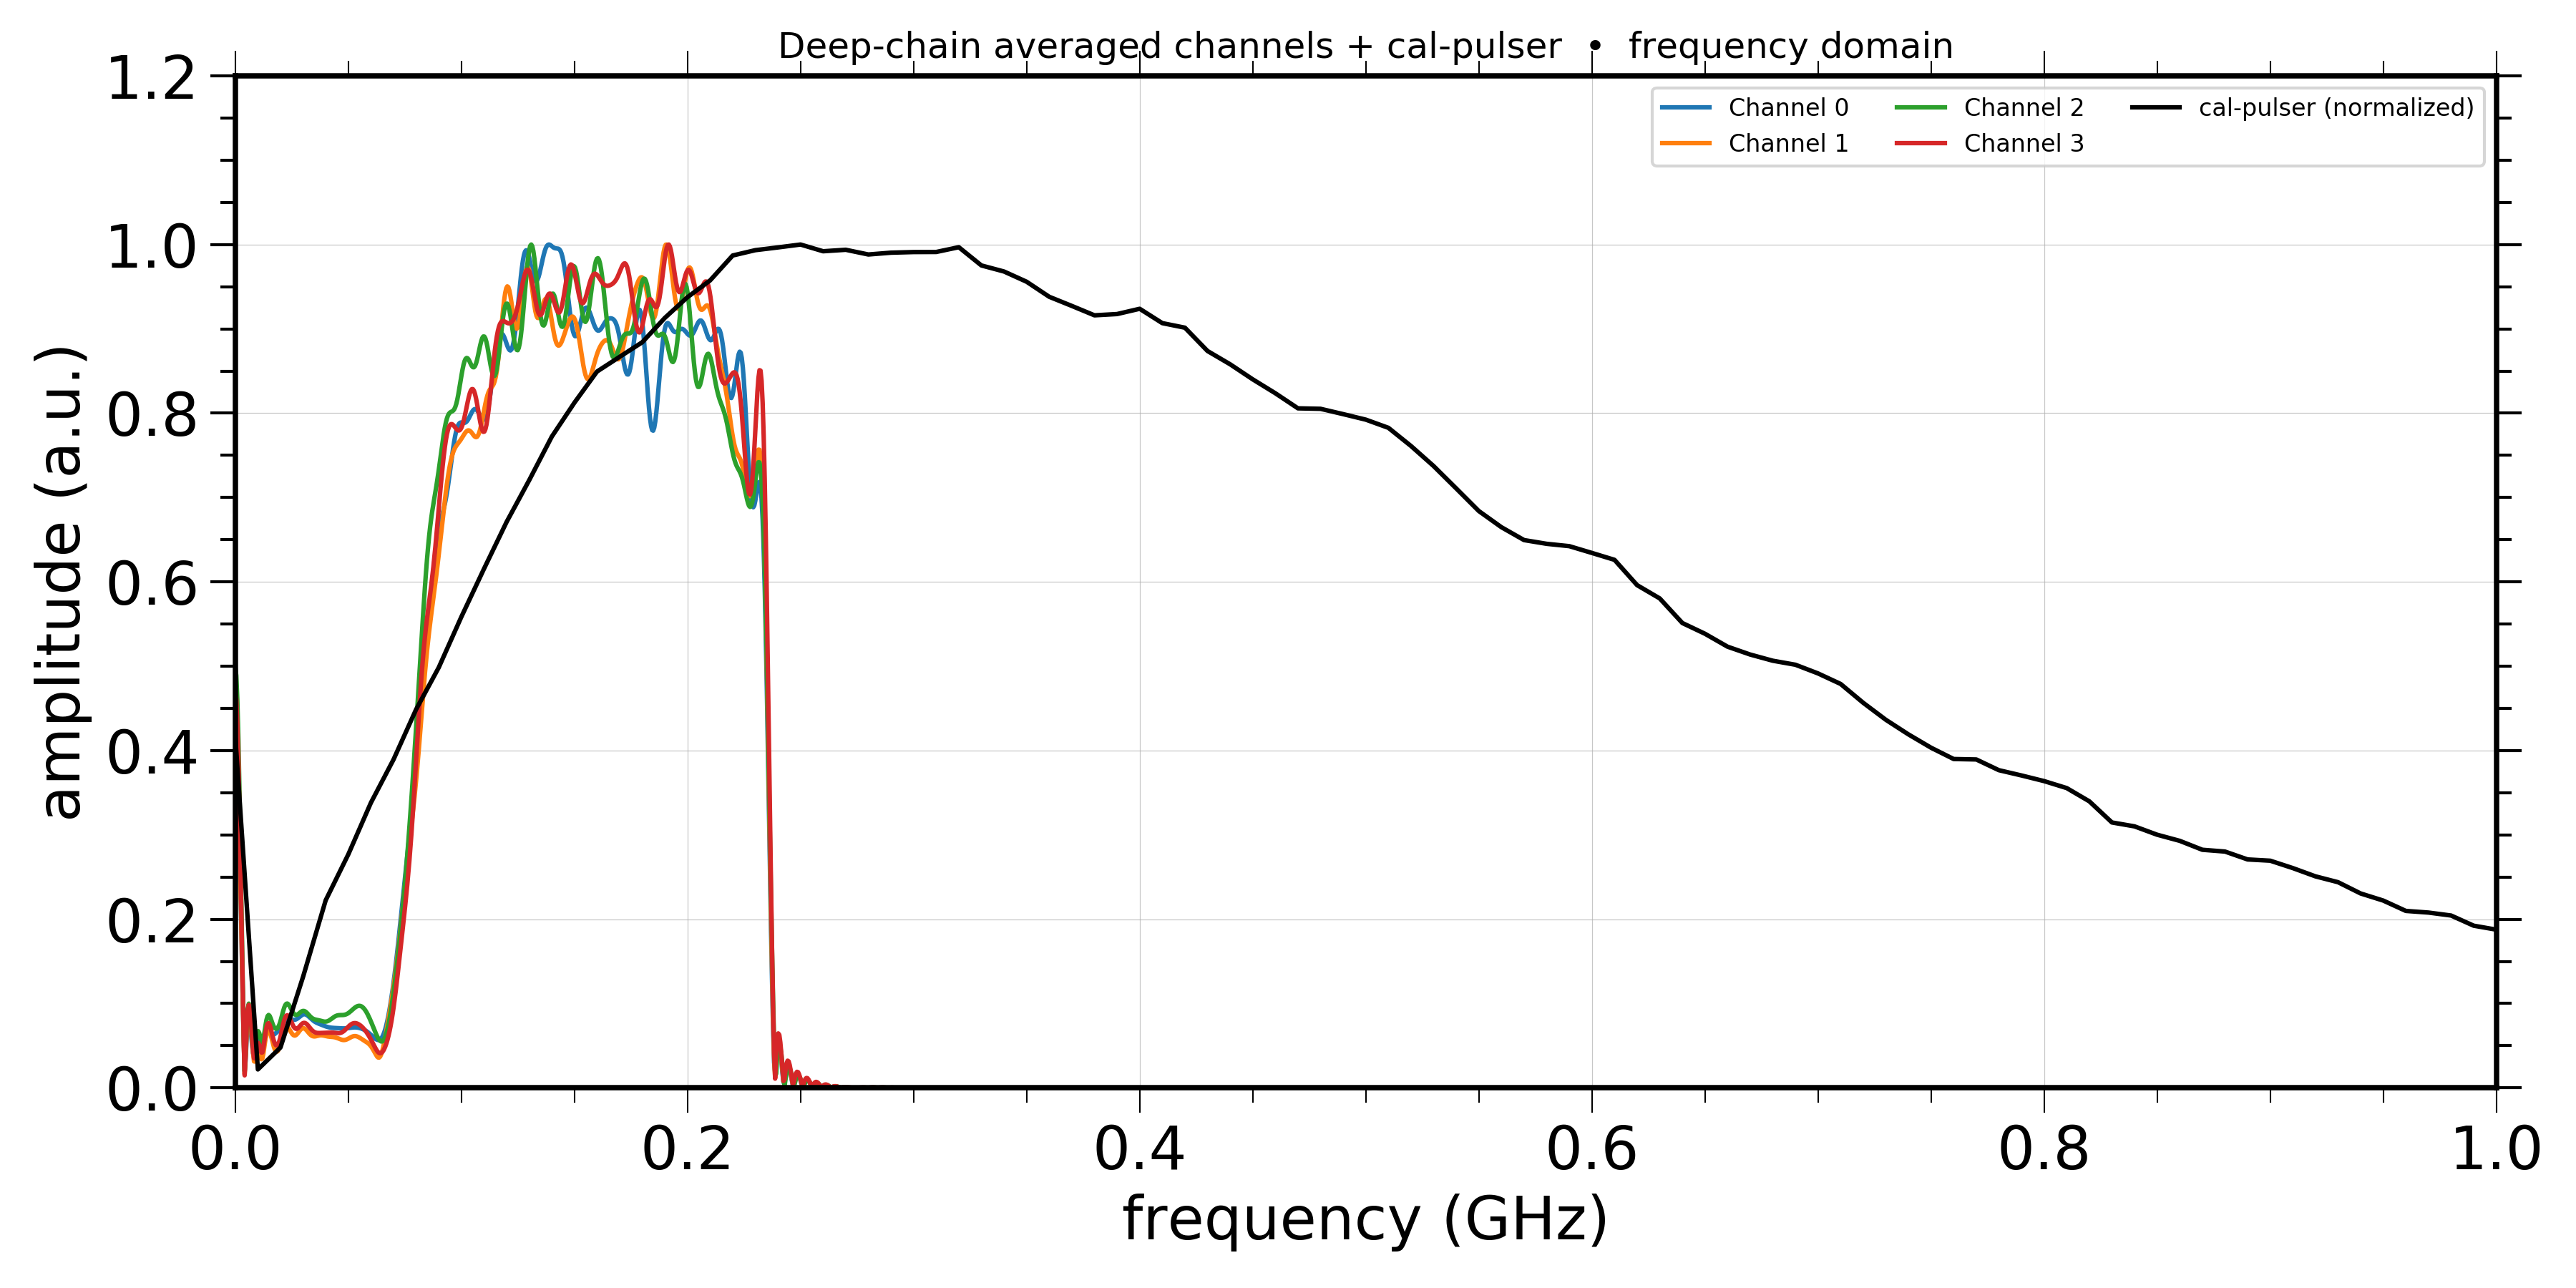 Deep-chain averaged channels + cal-pulser • frequency domain
Channel 0
Channel 1
Channel 2
Channel 3
cal-pulser (normalized)
amplitude (a.u.)
1.2
1.0
0.8
0.6
0.4
0.2
0.0
0.0 0.2 0.4 0.6 0.8 1.0
frequency (GHz)